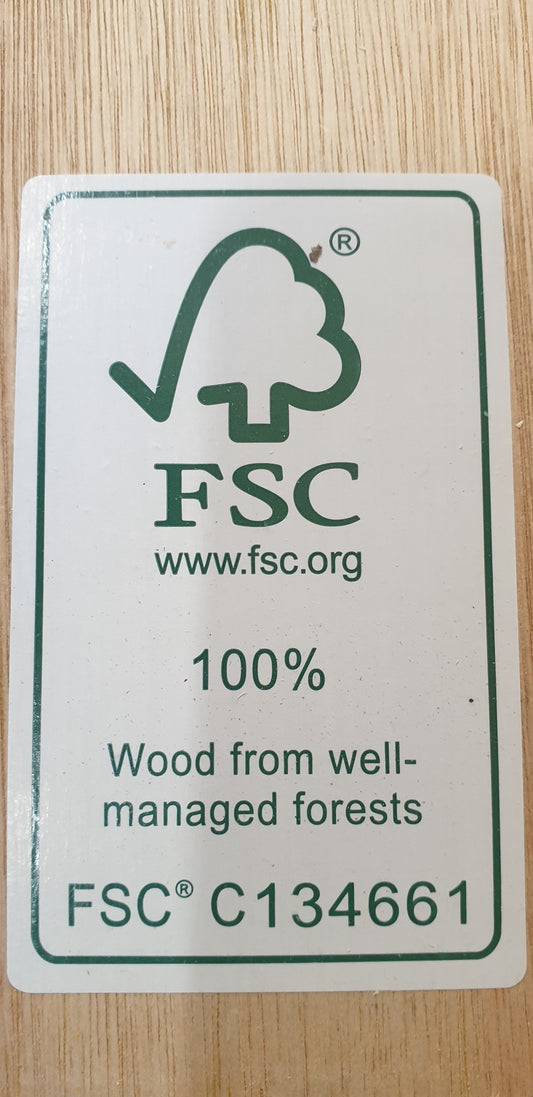 ®
FSC
www.fsc.org
100%
Wood from well-
managed forests
FSC® C134661